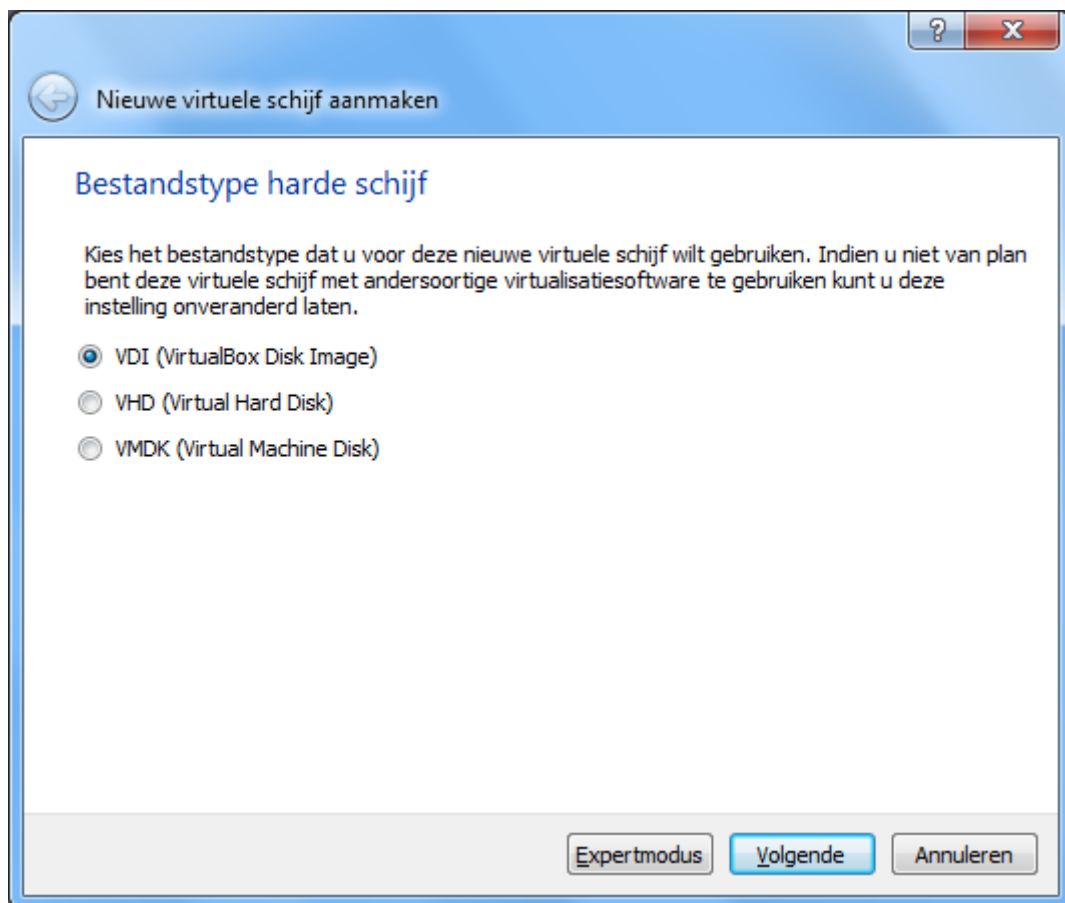 Nieuwe virtuele schijf aanmaken
Bestandstype harde schijf
Kies het bestandstype dat u voor deze nieuwe virtuele schijf wilt gebruiken. Indien u niet van plan
bent deze virtuele schijf met andersoortige virtualisatiesoftware te gebruiken kunt u deze
instelling onveranderd laten.
VDI (VirtualBox Disk Image)
VHD (Virtual Hard Disk)
VMDK (Virtual Machine Disk)
Expertmodus Volgende Annuleren